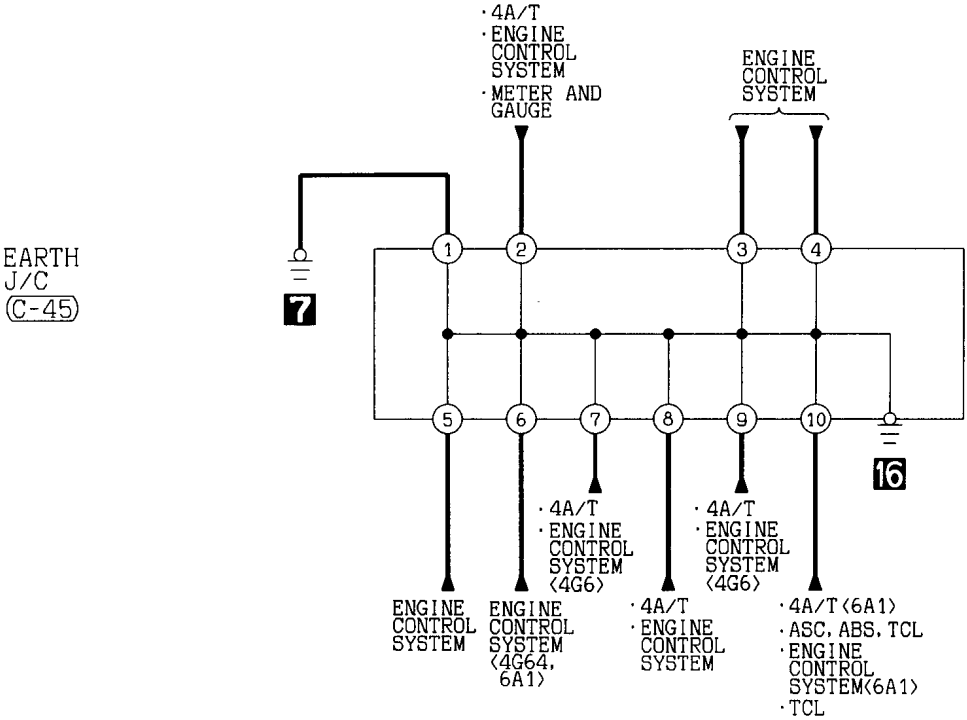 · 4A/T
· ENGINE
CONTROL
SYSTEM
· METER AND
GAUGE
ENGINE
CONTROL
SYSTEM
EARTH
J/C
(C-45)
1
2
3
4
7
5
6
7
8
9
10
16
· 4A/T
· ENGINE
CONTROL
SYSTEM
<4G6>
· 4A/T
· ENGINE
CONTROL
SYSTEM
<4G6>
ENGINE
CONTROL
SYSTEM
ENGINE
CONTROL
SYSTEM
<4G64,
6A1>
· 4A/T
· ENGINE
CONTROL
SYSTEM
· 4A/T<6A1>
· ASC, ABS, TCL
· ENGINE
CONTROL
SYSTEM<6A1>
· TCL